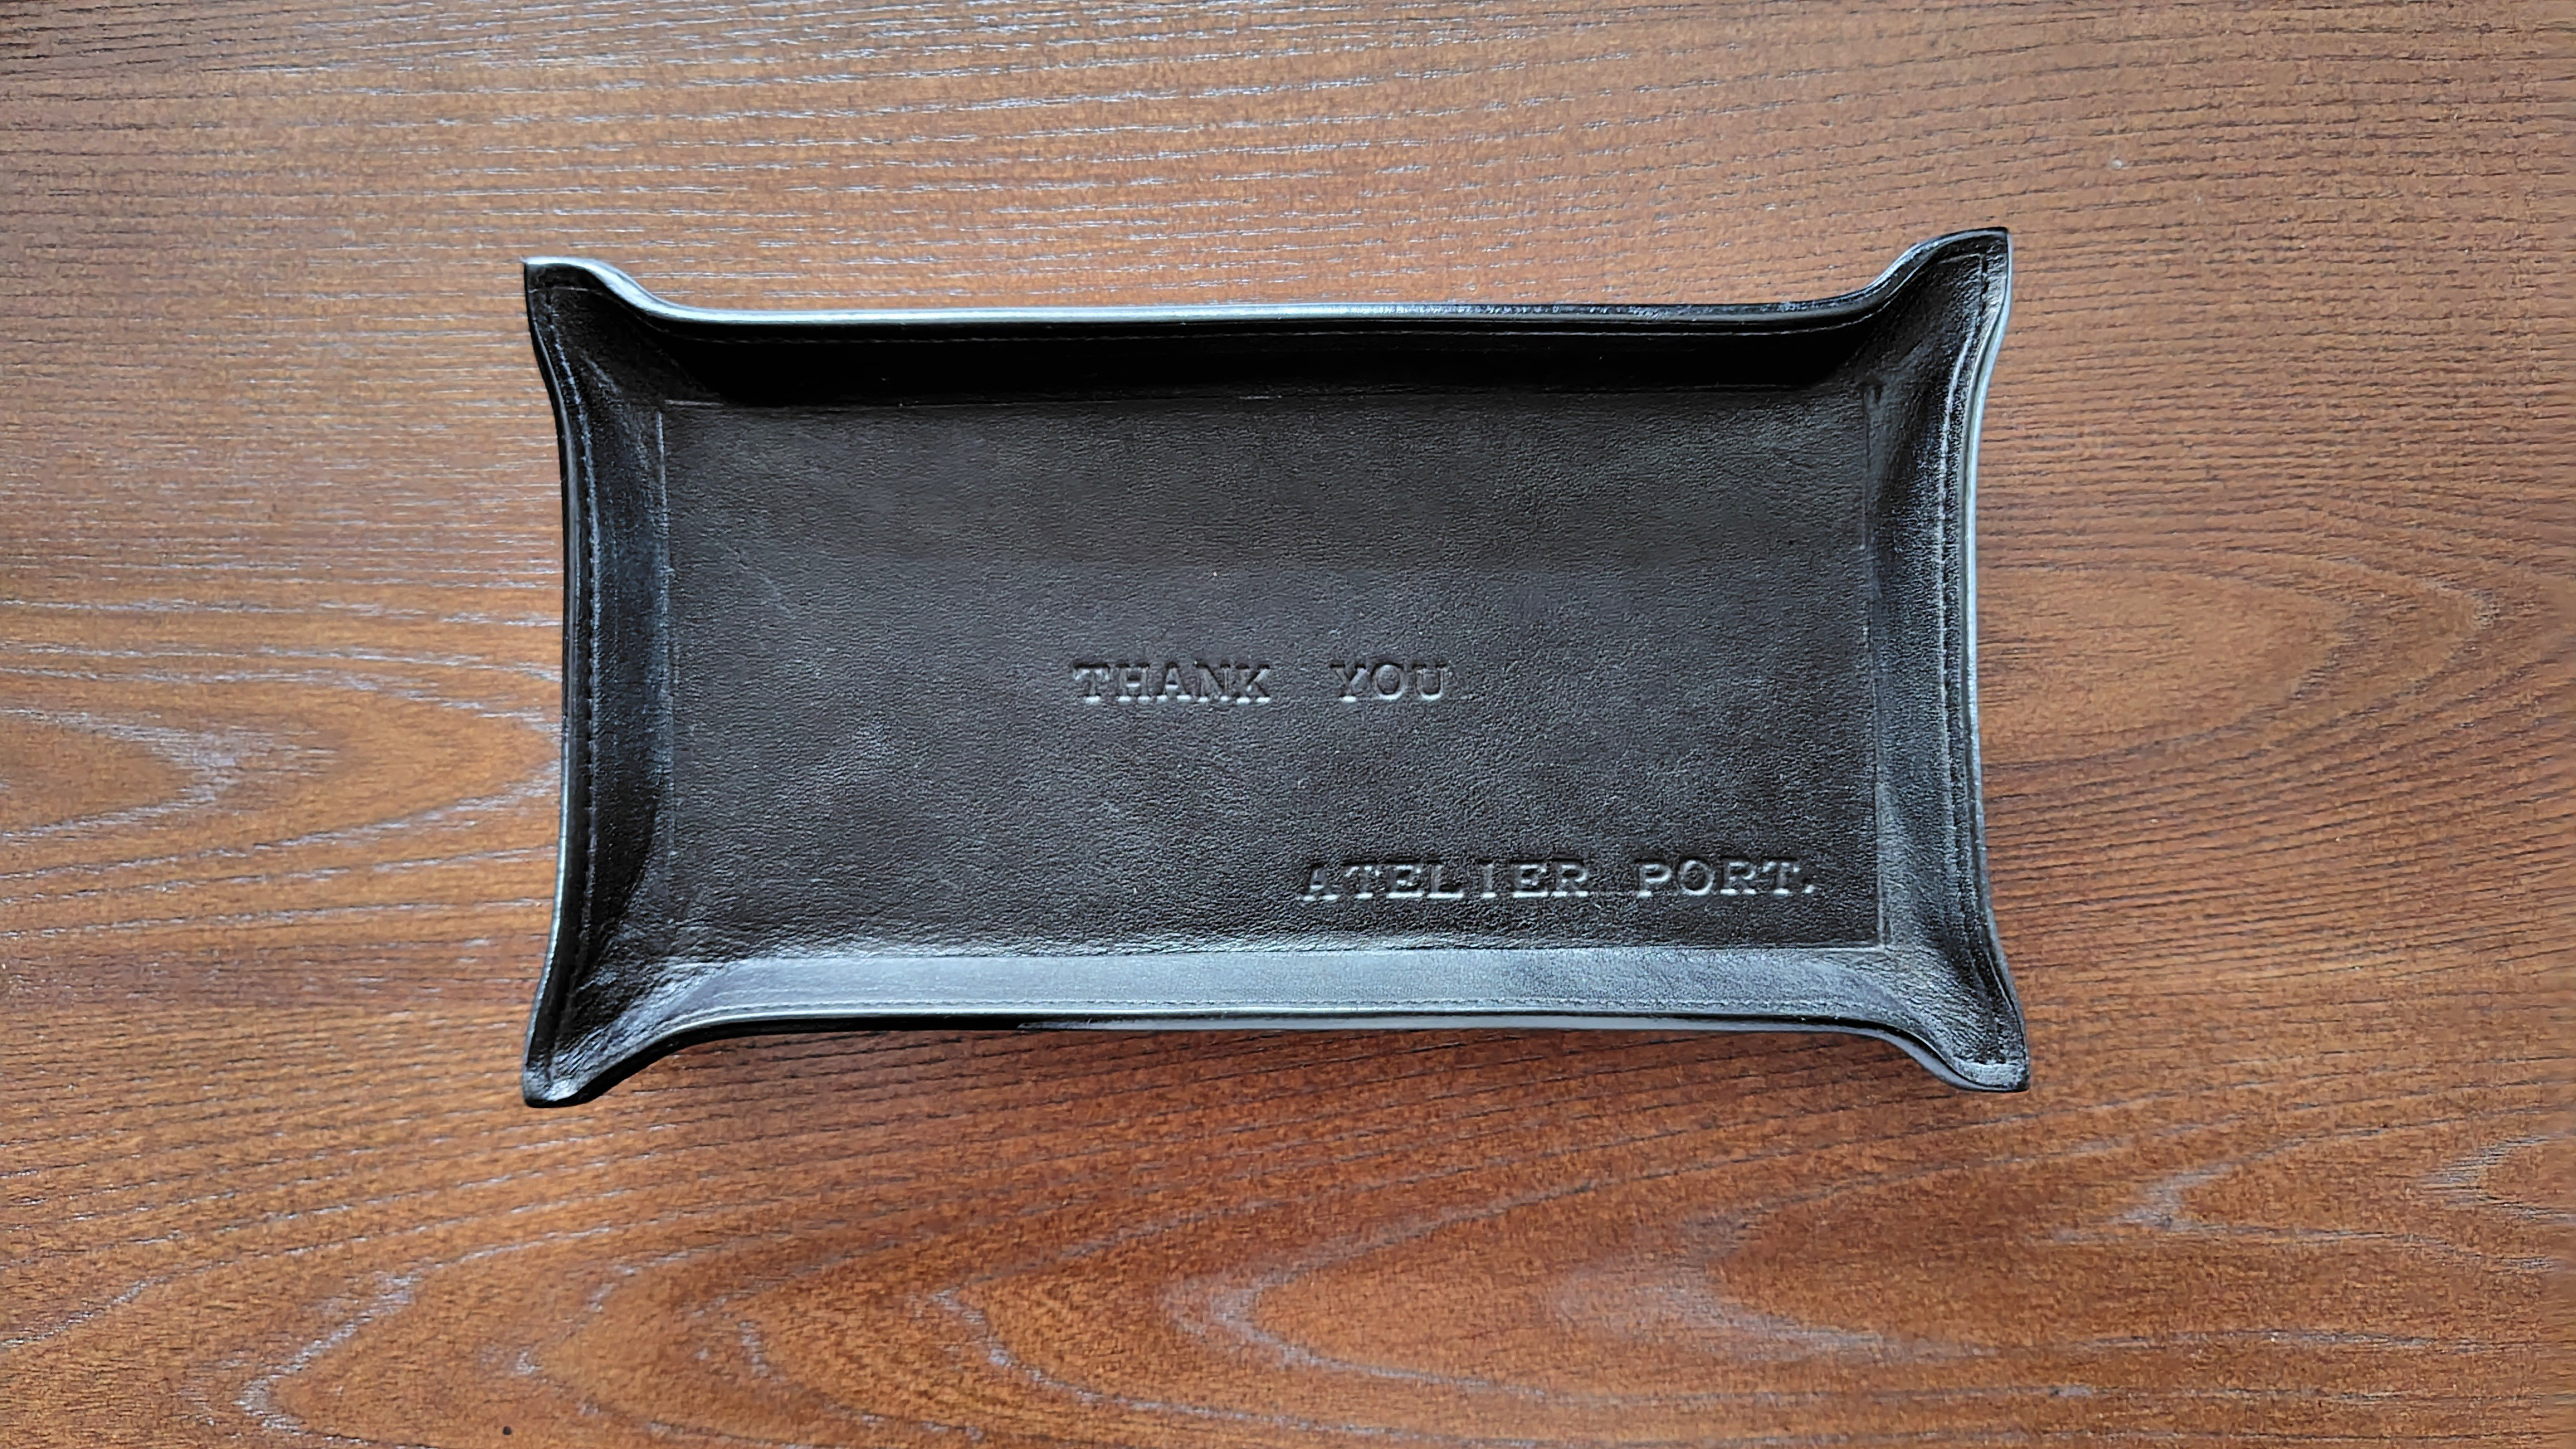 THANK YOU
ATELIER PORT.